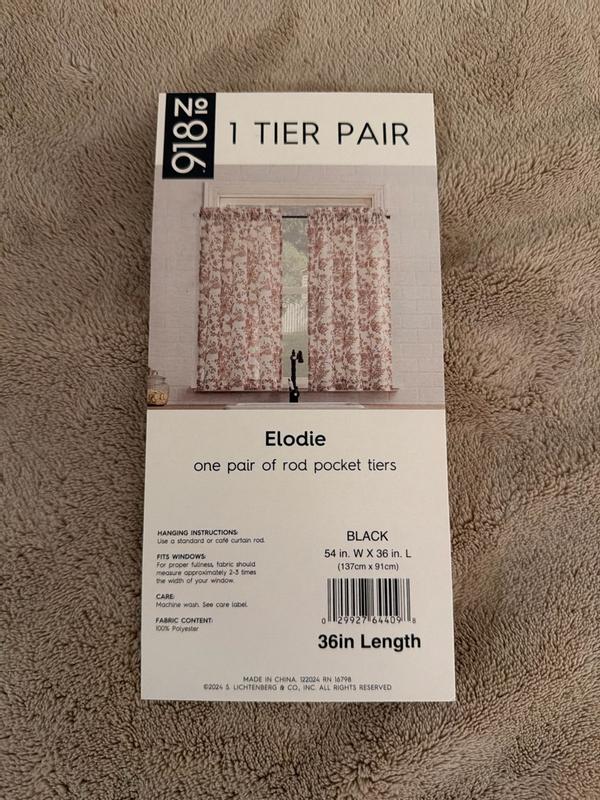 No
918
1 TIER PAIR
Elodie
one pair of rod pocket tiers
HANGING INSTRUCTIONS:
Use a standard or café curtain rod.
FITS WINDOWS:
For proper fullness, fabric should
measure approximately 2-3 times
the width of your window.
CARE:
Machine wash. See care label.
FABRIC CONTENT:
100% Polyester
BLACK
54 in. W X 36 in. L
(137cm x 91cm)
0 29927 64409 8
36in Length
MADE IN CHINA. 122024 RN 16798
©2024 S. LICHTENBERG & CO., INC. ALL RIGHTS RESERVED